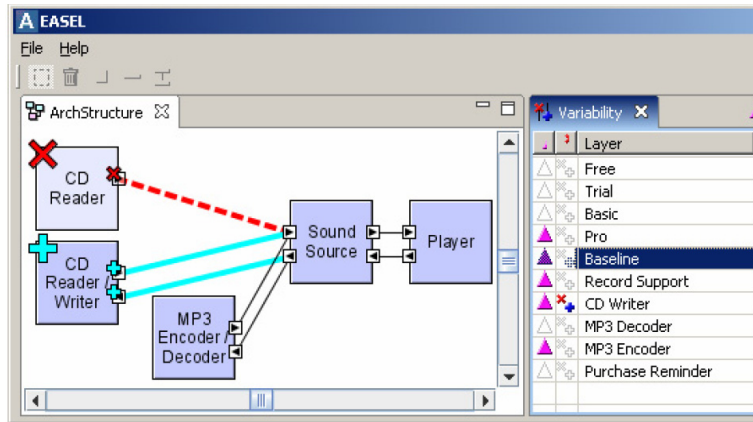 EASEL
File Help
ArchStructure
CD
Reader
CD
Reader /
Writer
MP3
Encoder /
Decoder
Sound
Source
Player
Variability
Layer
Free
Trial
Basic
Pro
Baseline
Record Support
CD Writer
MP3 Decoder
MP3 Encoder
Purchase Reminder